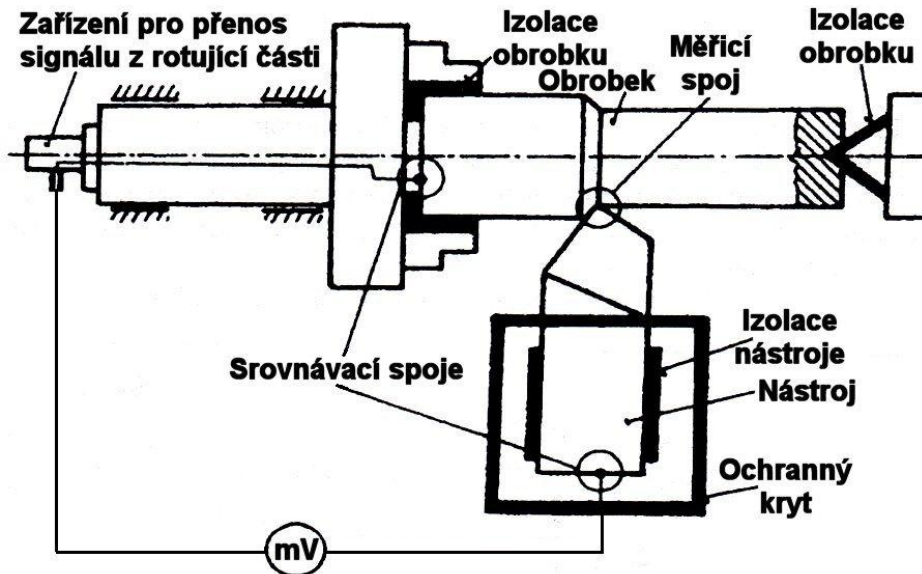 Zařízení pro přenos
signálu z rotující části
Izolace
obrobku
Obrobek
Měřicí
spoj
Izolace
obrobku
Srovnávací spoje
Izolace
nástroje
Nástroj
Ochranný
kryt
mV